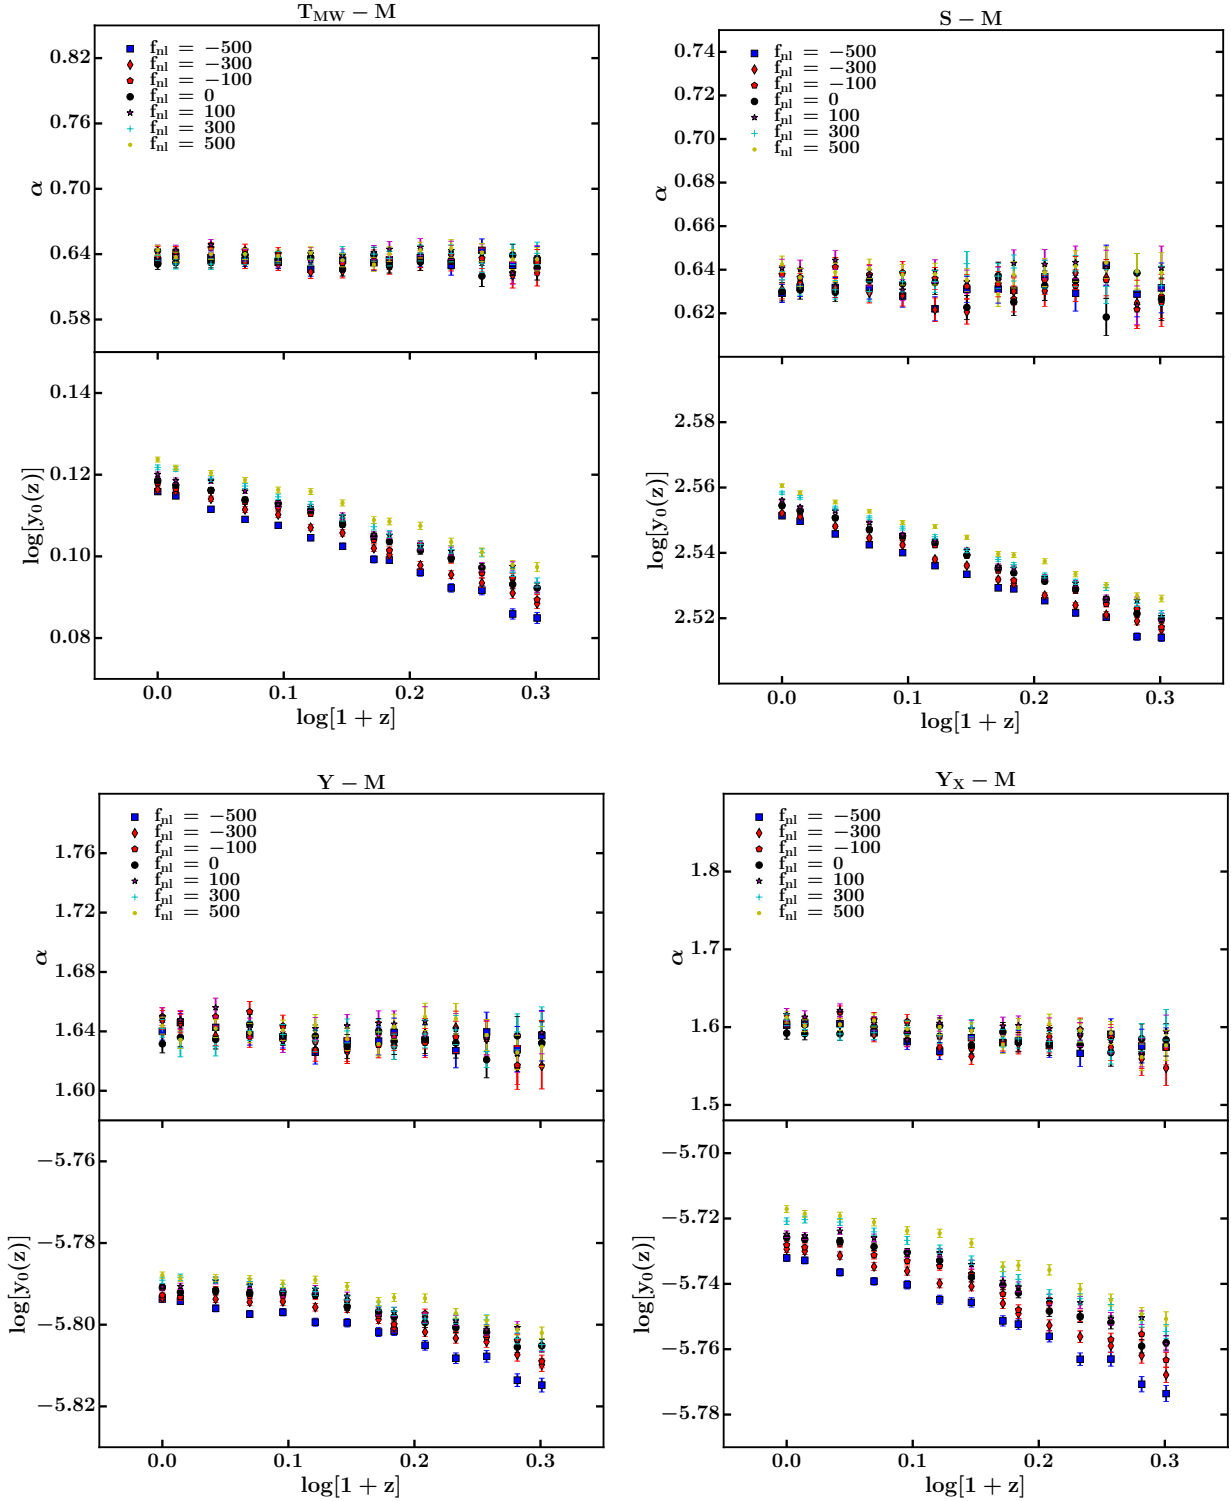 T_MW − M
0.82
0.76
0.70
0.64
0.58
α
f_nl = −500
f_nl = −300
f_nl = −100
f_nl = 0
f_nl = 100
f_nl = 300
f_nl = 500
0.14
0.12
0.10
0.08
log[y_0(z)]
0.0 0.1 0.2 0.3
log[1 + z]
S − M
0.74
0.72
0.70
0.68
0.66
0.64
0.62
α
f_nl = −500
f_nl = −300
f_nl = −100
f_nl = 0
f_nl = 100
f_nl = 300
f_nl = 500
2.58
2.56
2.54
2.52
log[y_0(z)]
0.0 0.1 0.2 0.3
log[1 + z]
Y − M
1.76
1.72
1.68
1.64
1.60
α
f_nl = −500
f_nl = −300
f_nl = −100
f_nl = 0
f_nl = 100
f_nl = 300
f_nl = 500
−5.76
−5.78
−5.80
−5.82
log[y_0(z)]
0.0 0.1 0.2 0.3
log[1 + z]
Y_X − M
1.8
1.7
1.6
1.5
α
f_nl = −500
f_nl = −300
f_nl = −100
f_nl = 0
f_nl = 100
f_nl = 300
f_nl = 500
−5.70
−5.72
−5.74
−5.76
−5.78
log[y_0(z)]
0.0 0.1 0.2 0.3
log[1 + z]